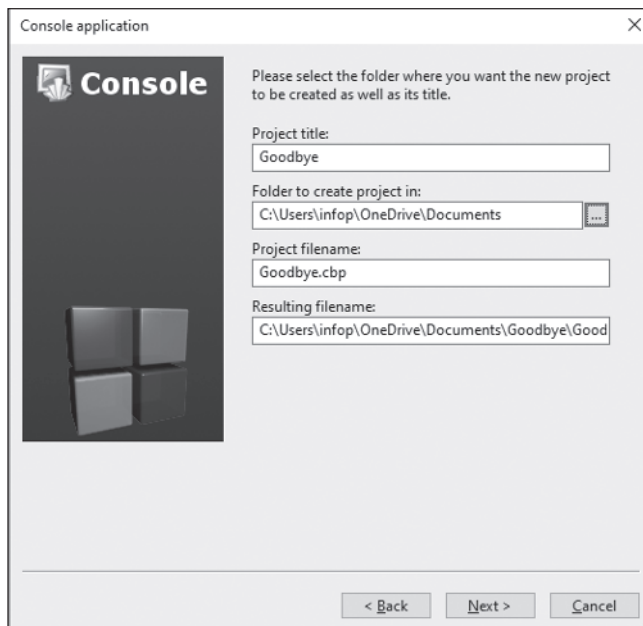 Console application
Console
Please select the folder where you want the new project
to be created as well as its title.
Project title:
Goodbye
Folder to create project in:
C:\Users\infop\OneDrive\Documents
...
Project filename:
Goodbye.cbp
Resulting filename:
C:\Users\infop\OneDrive\Documents\Goodbye\Good
< Back
Next >
Cancel